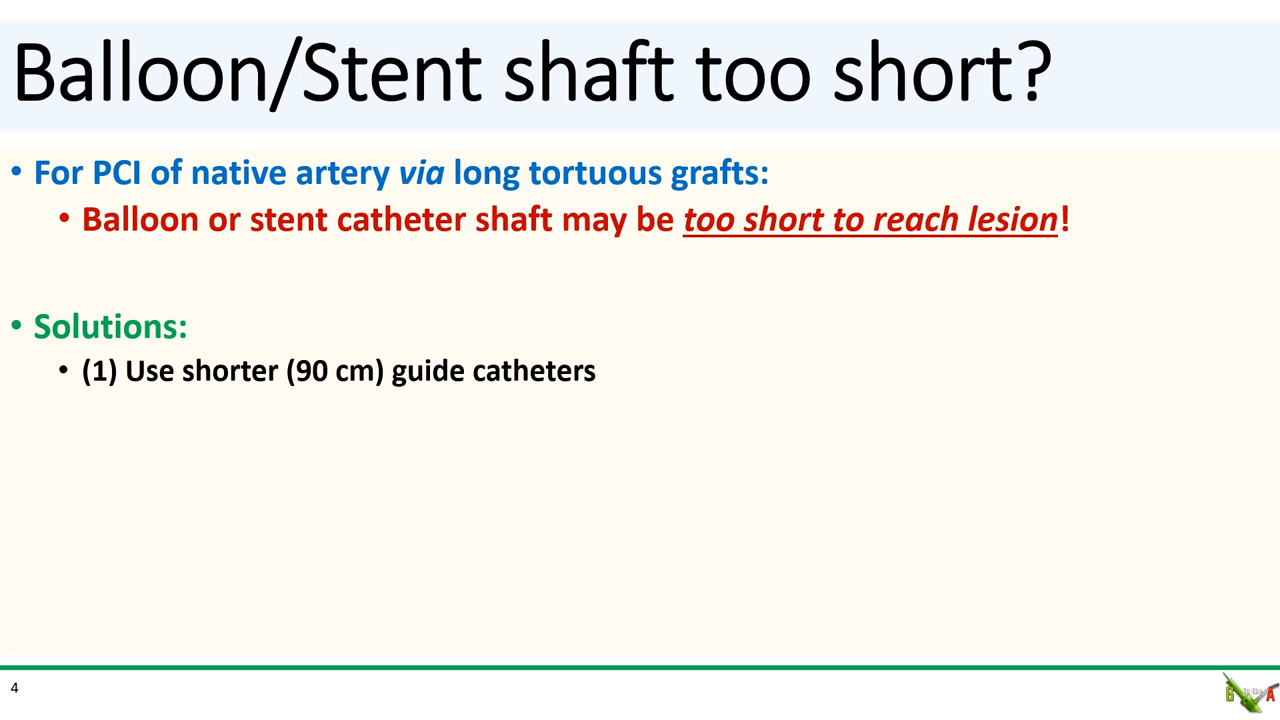 Balloon/Stent shaft too short?
• For PCI of native artery via long tortuous grafts:
• Balloon or stent catheter shaft may be too short to reach lesion!
• Solutions:
• (1) Use shorter (90 cm) guide catheters
4